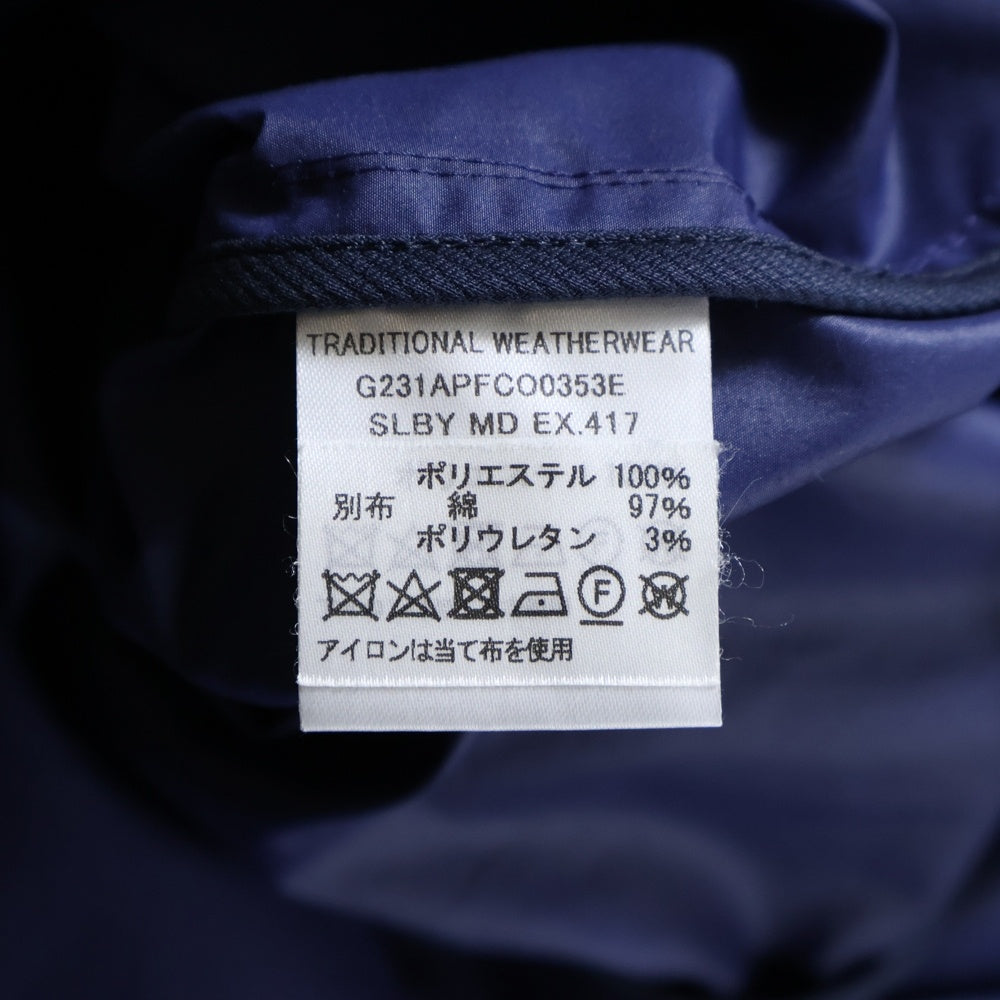 TRADITIONAL WEATHERWEAR
G231APFCO0353E
SLBY MD EX.417
ポリエステル 100%
別布 綿 97%
ポリウレタン 3%
F W
アイロンは当て布を使用